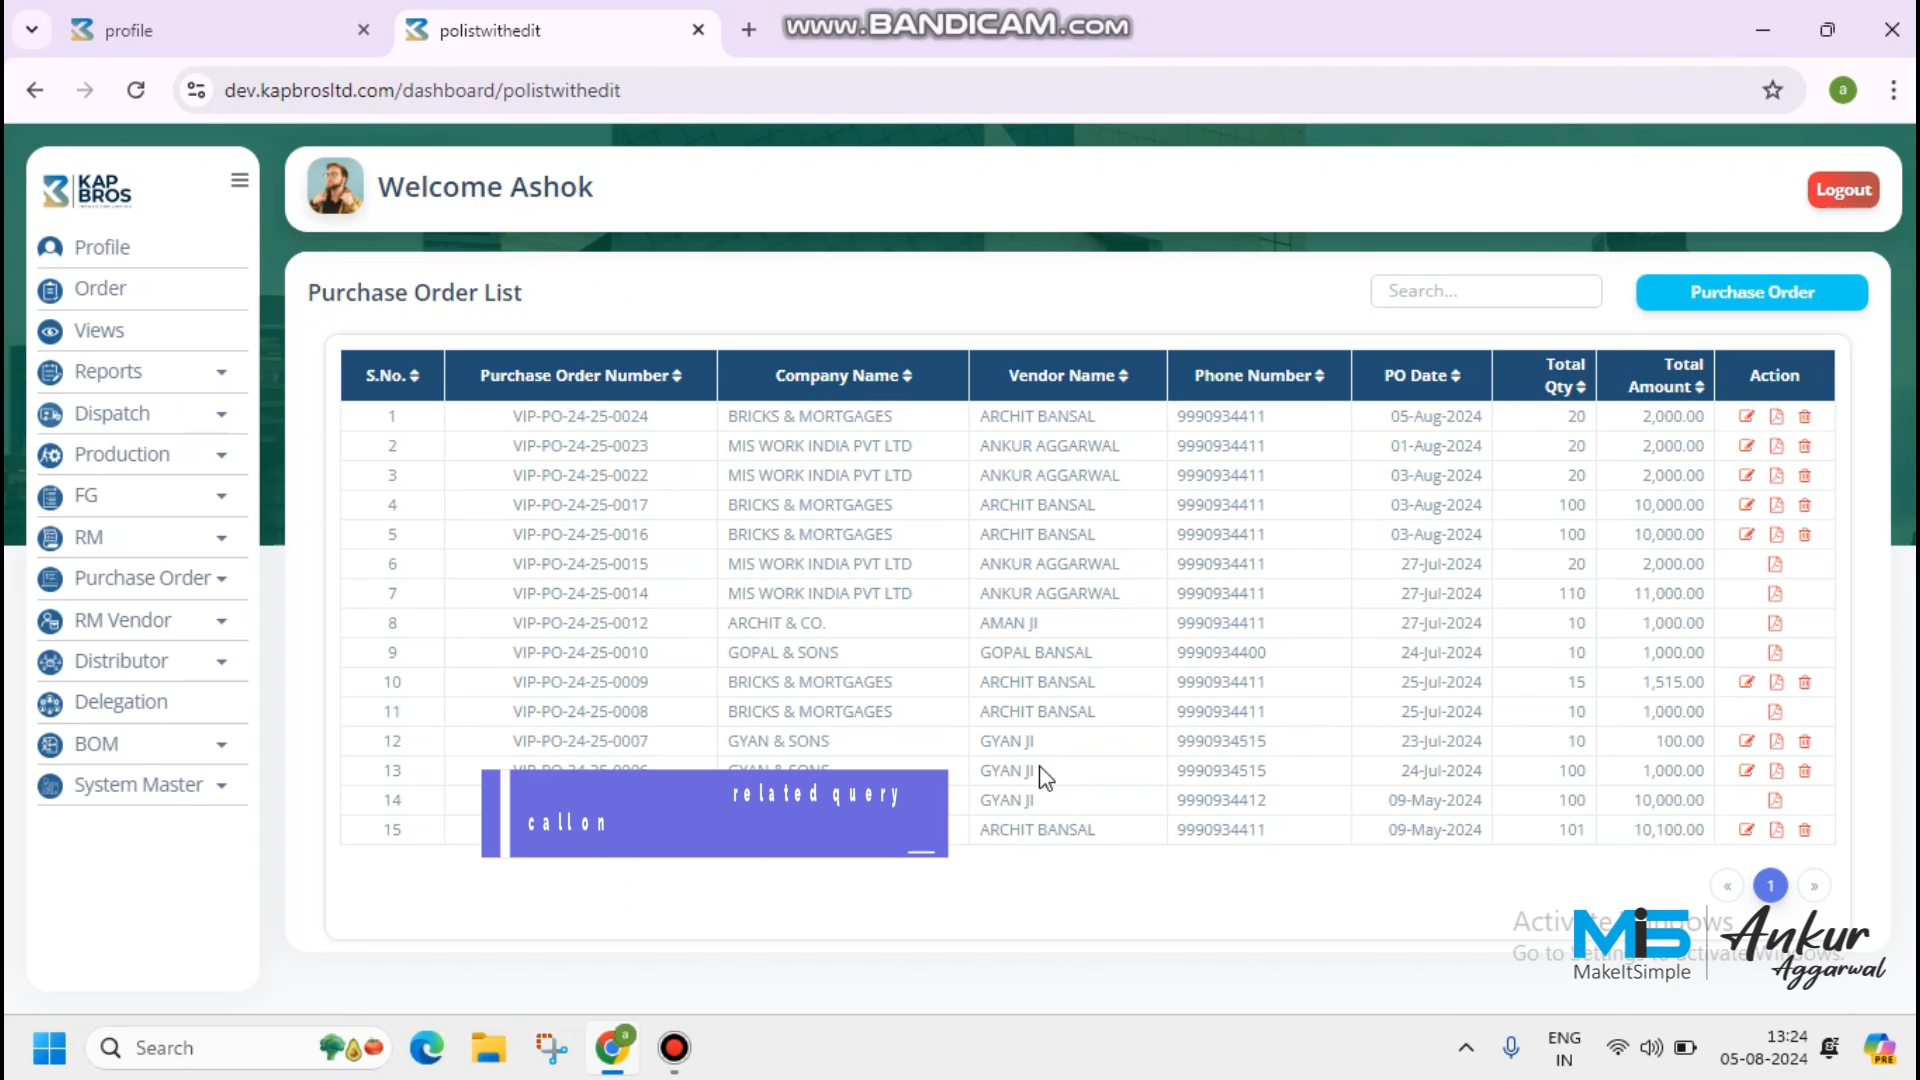 profile
polistwithedit
www.BANDICAM.com
dev.kapbrosltd.com/dashboard/polistwithedit
a
KAP BROS
Welcome Ashok
Logout
Profile
Order
Views
Reports
Dispatch
Production
FG
RM
Purchase Order
RM Vendor
Distributor
Delegation
BOM
System Master
Purchase Order List
Search...
Purchase Order
S.No. Purchase Order Number Company Name Vendor Name Phone Number PO Date Total Qty Total Amount Action
1 VIP-PO-24-25-0024 BRICKS & MORTGAGES ARCHIT BANSAL 9990934411 05-Aug-2024 20 2,000.00
2 VIP-PO-24-25-0023 MIS WORK INDIA PVT LTD ANKUR AGGARWAL 9990934411 01-Aug-2024 20 2,000.00
3 VIP-PO-24-25-0022 MIS WORK INDIA PVT LTD ANKUR AGGARWAL 9990934411 03-Aug-2024 20 2,000.00
4 VIP-PO-24-25-0017 BRICKS & MORTGAGES ARCHIT BANSAL 9990934411 03-Aug-2024 100 10,000.00
5 VIP-PO-24-25-0016 BRICKS & MORTGAGES ARCHIT BANSAL 9990934411 03-Aug-2024 100 10,000.00
6 VIP-PO-24-25-0015 MIS WORK INDIA PVT LTD ANKUR AGGARWAL 9990934411 27-Jul-2024 20 2,000.00
7 VIP-PO-24-25-0014 MIS WORK INDIA PVT LTD ANKUR AGGARWAL 9990934411 27-Jul-2024 110 11,000.00
8 VIP-PO-24-25-0012 ARCHIT & CO. AMAN JI 9990934411 27-Jul-2024 10 1,000.00
9 VIP-PO-24-25-0010 GOPAL & SONS GOPAL BANSAL 9990934400 24-Jul-2024 10 1,000.00
10 VIP-PO-24-25-0009 BRICKS & MORTGAGES ARCHIT BANSAL 9990934411 25-Jul-2024 15 1,515.00
11 VIP-PO-24-25-0008 BRICKS & MORTGAGES ARCHIT BANSAL 9990934411 25-Jul-2024 10 1,000.00
12 VIP-PO-24-25-0007 GYAN & SONS GYAN JI 9990934515 23-Jul-2024 10 100.00
13 GYAN JI 9990934515 24-Jul-2024 100 1,000.00
14 GYAN JI 9990934412 09-May-2024 100 10,000.00
15 ARCHIT BANSAL 9990934411 09-May-2024 101 10,100.00
related query
call on
« 1 »
MIS
MakeItSimple
Ankur
Aggarwal
Search
a
ENG
IN
13:24
05-08-2024
PRE